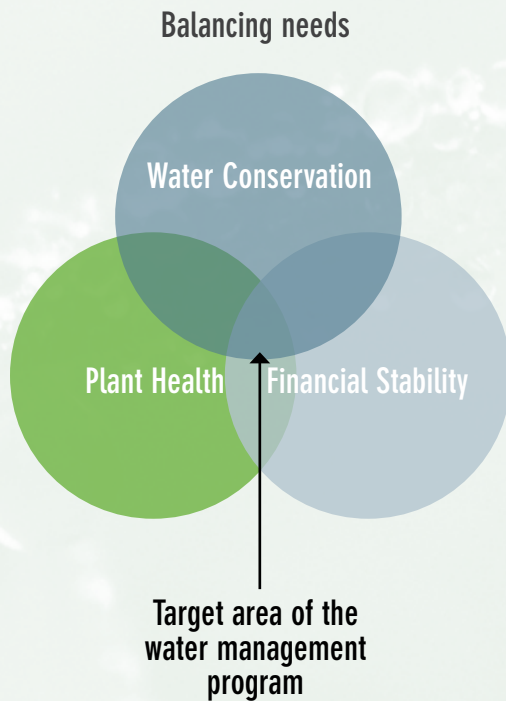 Balancing needs
Water Conservation
Plant Health
Financial Stability
Target area of the
water management
program